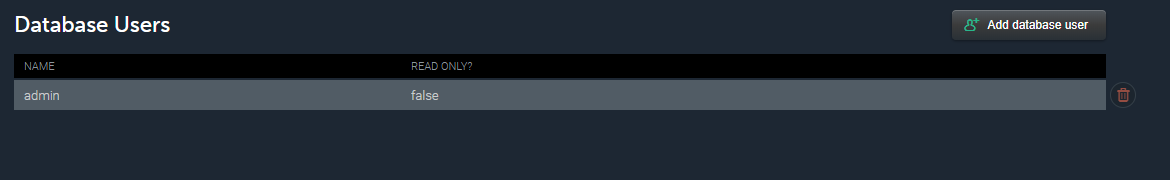 Database Users
Add database user
NAME READ ONLY?
admin false